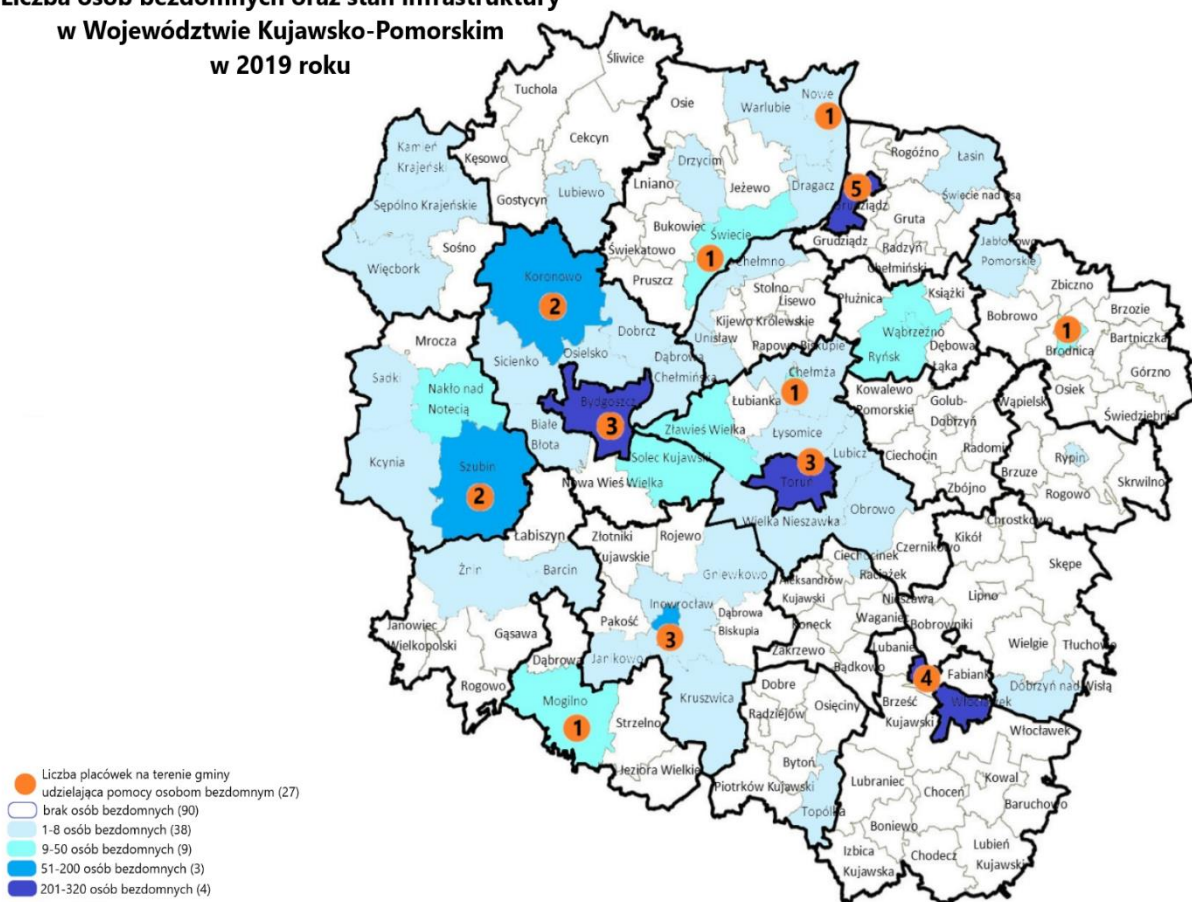 Liczba osób bezdomnych oraz stan infrastruktury
w Województwie Kujawsko-Pomorskim
w 2019 roku
Śliwice
Tuchola
Cekcyn
Kęsowo
Gostycyn
Lubiewo
Kamień
Krajeński
Sępólno Krajeńskie
Sośno
Więcbork
Osie
Warlubie
Nowe
1
Drzycim
Lniano
Jeżewo
Dragacz
Bukowiec
Świekatowo
Świecie
1
Pruszcz
Rogóźno
Łasin
5
Grudziądz
Świecie nad Osą
Gruta
Grudziądz
Radzyń
Chełmiński
Chełmno
Stolno
Lisewo
Kijewo Królewskie
Unisław
Papowo Biskupie
Płużnica
Książki
Wąbrzeźno
Ryńsk
Dębowa
Łąka
Jabłonowo
Pomorskie
Zbiczno
Bobrowo
Brzozie
1
Brodnica
Bartniczka
Górzno
Osiek
Świedziebnia
Koronowo
2
Dobrcz
Sicienko
Osielsko
Dąbrowa
Chełmińska
Bydgoszcz
3
Białe
Błota
Solec Kujawski
Nowa Wieś Wielka
Mrocza
Sadki
Nakło nad
Notecią
Kcynia
Szubin
2
Chełmża
1
Łubianka
Zławieś Wielka
Łysomice
Lubicz
3
Toruń
Wielka Nieszawka
Obrowo
Czernikowo
Kowalewo
Pomorskie
Golub-
Dobrzyń
Ciechocin
Radomin
Zbójno
Wąpielsk
Rypin
Brzuze
Rogowo
Skrwilno
Łabiszyn
Żnin
Barcin
Janowiec
Wielkopolski
Gąsawa
Rogowo
Złotniki
Kujawskie
Rojewo
Gniewkowo
Inowrocław
3
Pakość
Dąbrowa
Biskupia
Janikowo
Kruszwica
Dąbrowa
Mogilno
1
Strzelno
Jeziora Wielkie
Ciechocinek
Raciążek
Aleksandrów
Kujawski
Nieszawa
Waganiec
Koneck
Zakrzewo
Bądkowo
Chrostkowo
Kikół
Skępe
Lipno
Bobrowniki
Wielgie
Tłuchowo
Dobrzyń nad Wisłą
Dobre
Radziejów
Osięciny
Bytoń
Piotrków Kujawski
Topólka
Lubanie
4
Fabianki
Włocławek
Brześć
Kujawski
Włocławek
Lubraniec
Choceń
Kowal
Baruchowo
Boniewo
Izbica
Kujawska
Chodecz
Lubień
Kujawski
Liczba placówek na terenie gminy
udzielająca pomocy osobom bezdomnym (27)
brak osób bezdomnych (90)
1-8 osób bezdomnych (38)
9-50 osób bezdomnych (9)
51-200 osób bezdomnych (3)
201-320 osób bezdomnych (4)